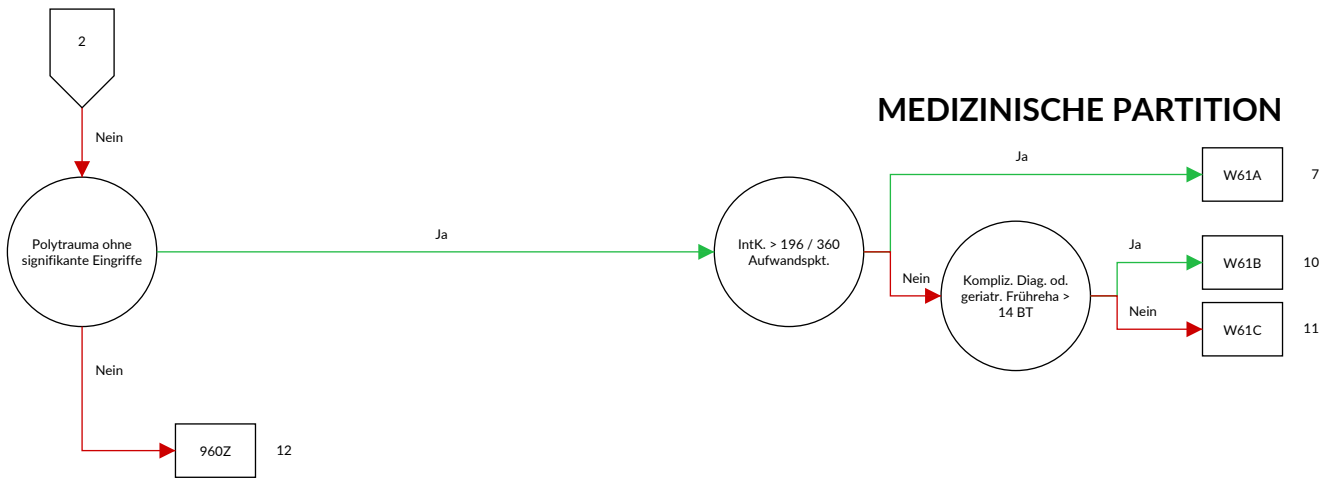 2
Nein
MEDIZINISCHE PARTITION
Ja
W61A
7
Polytrauma ohne
signifikante Eingriffe
Ja
IntK. > 196 / 360
Aufwandspkt.
Nein
Kompliz. Diag. od.
geriatr. Frühreha >
14 BT
Ja
W61B
10
Nein
W61C
11
Nein
960Z
12